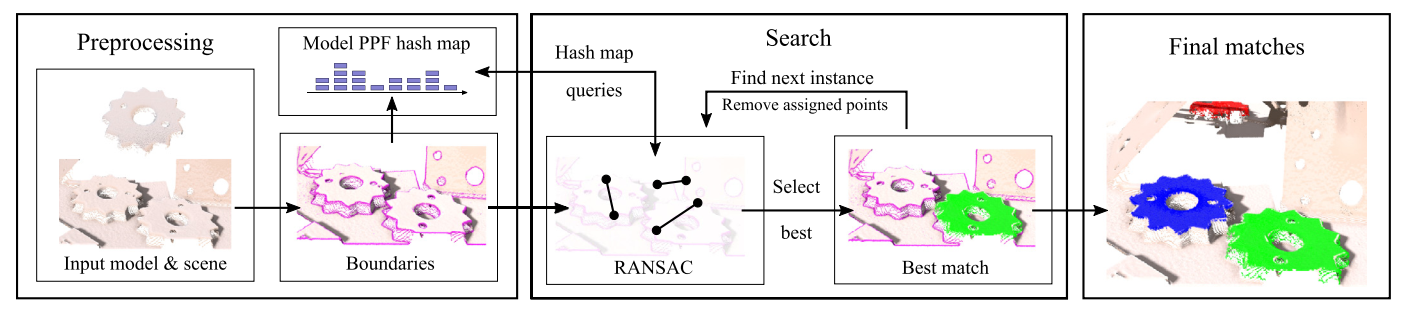 Preprocessing
Model PPF hash map
Input model & scene
Boundaries
Search
Hash map
queries
Find next instance
Remove assigned points
RANSAC
Select
best
Best match
Final matches